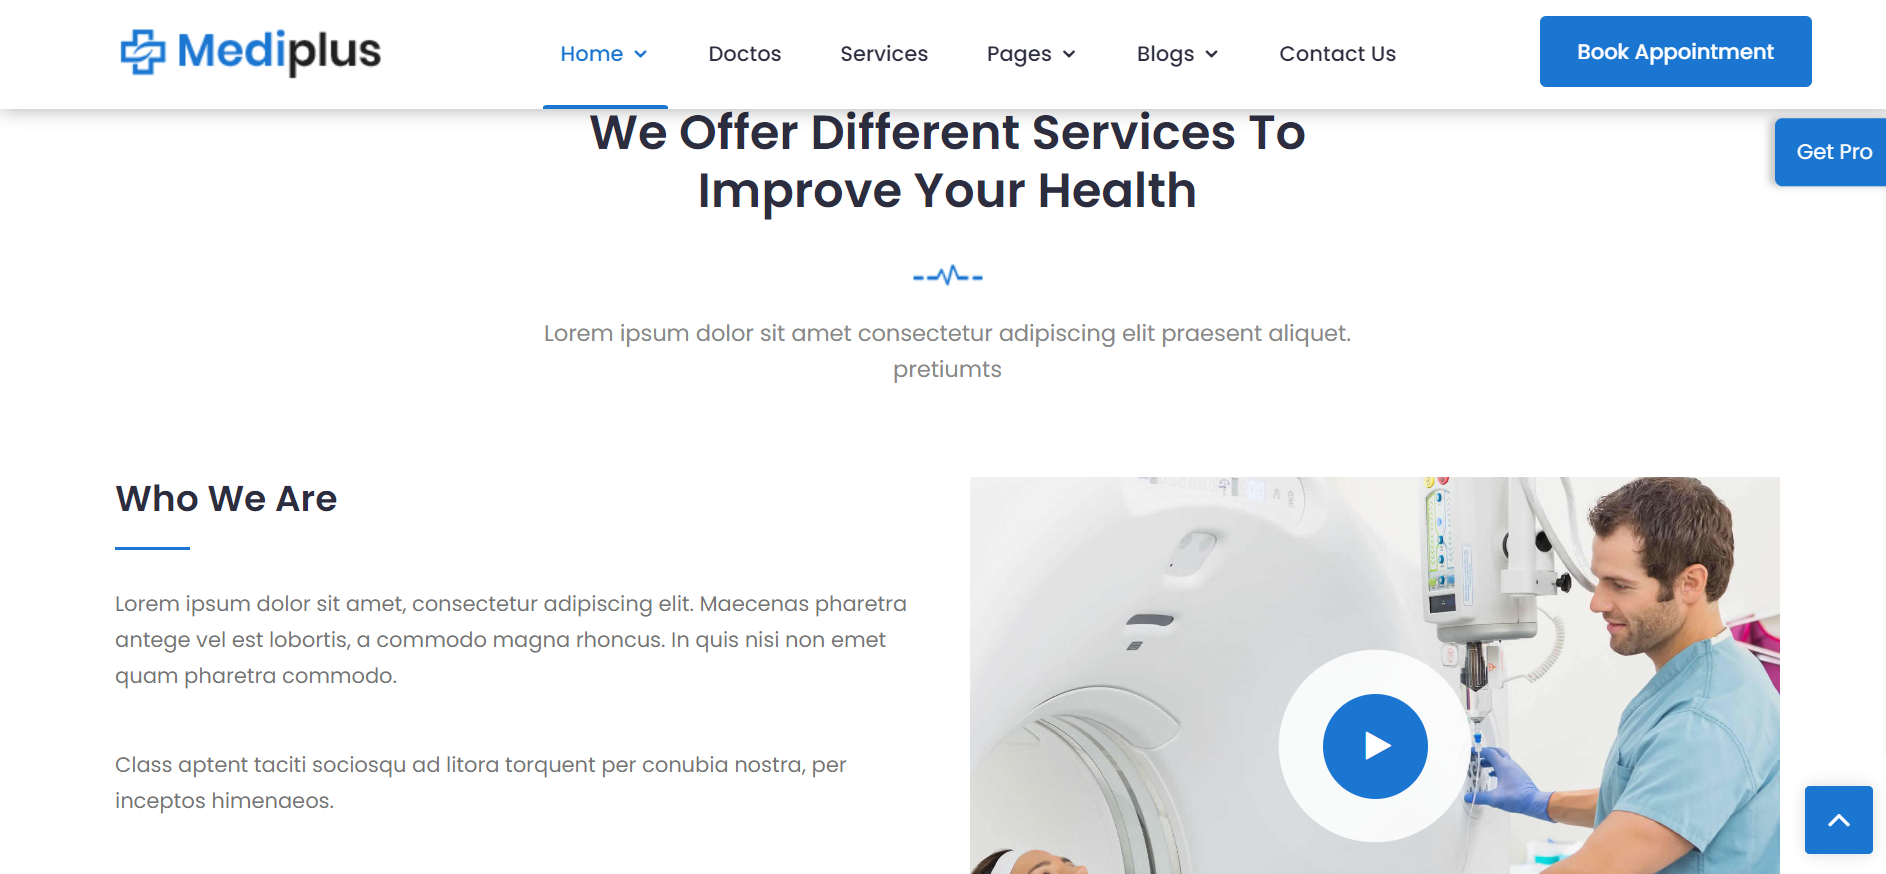 Mediplus
Home
Doctos
Services
Pages
Blogs
Contact Us
Book Appointment
Get Pro
We Offer Different Services To
Improve Your Health
Lorem ipsum dolor sit amet consectetur adipiscing elit praesent aliquet.
pretiumts
Who We Are
Lorem ipsum dolor sit amet, consectetur adipiscing elit. Maecenas pharetra
antege vel est lobortis, a commodo magna rhoncus. In quis nisi non emet
quam pharetra commodo.
Class aptent taciti sociosqu ad litora torquent per conubia nostra, per
inceptos himenaeos.